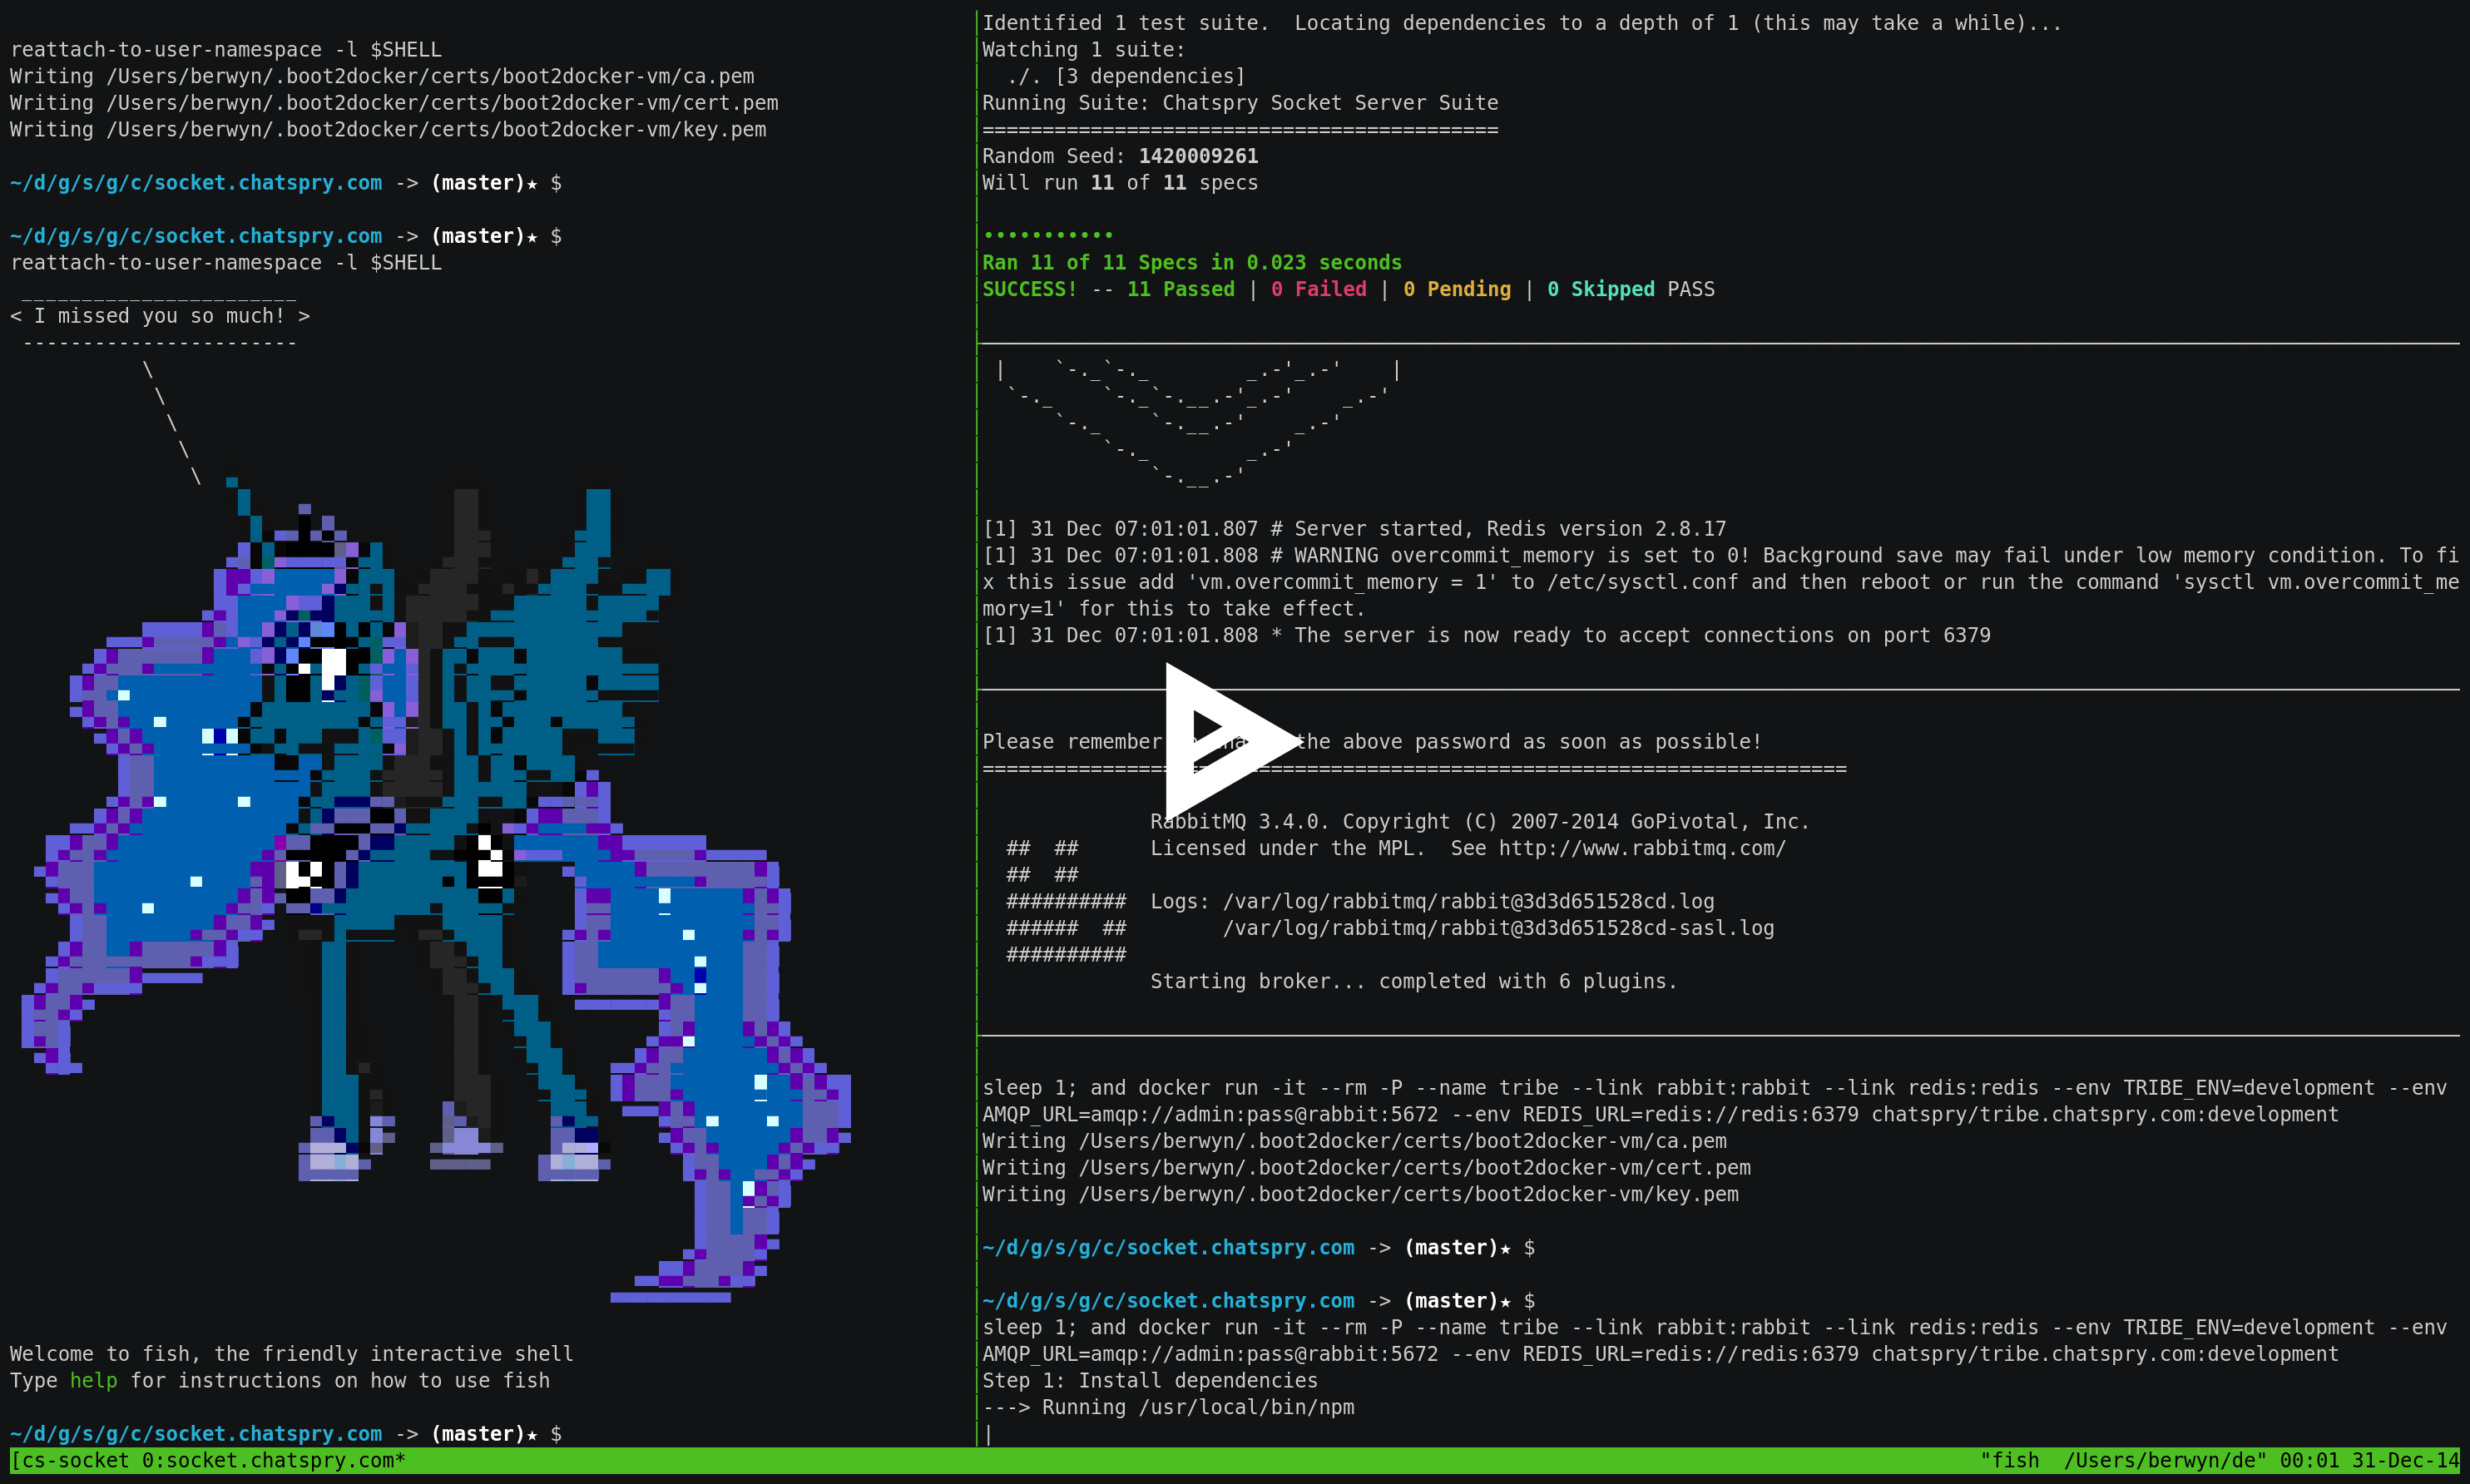 reattach-to-user-namespace -l $SHELL
Writing /Users/berwyn/.boot2docker/certs/boot2docker-vm/ca.pem
Writing /Users/berwyn/.boot2docker/certs/boot2docker-vm/cert.pem
Writing /Users/berwyn/.boot2docker/certs/boot2docker-vm/key.pem
~/d/g/s/g/c/socket.chatspry.com -> (master)★ $
~/d/g/s/g/c/socket.chatspry.com -> (master)★ $
reattach-to-user-namespace -l $SHELL
< I missed you so much! >
Welcome to fish, the friendly interactive shell
Type help for instructions on how to use fish
~/d/g/s/g/c/socket.chatspry.com -> (master)★ $
Identified 1 test suite.  Locating dependencies to a depth of 1 (this may take a while)...
Watching 1 suite:
  ./. [3 dependencies]
Running Suite: Chatspry Socket Server Suite
===========================================
Random Seed: 1420009261
Will run 11 of 11 specs
•••••••••••
Ran 11 of 11 Specs in 0.023 seconds
SUCCESS! -- 11 Passed | 0 Failed | 0 Pending | 0 Skipped PASS
[1] 31 Dec 07:01:01.807 # Server started, Redis version 2.8.17
[1] 31 Dec 07:01:01.808 # WARNING overcommit_memory is set to 0! Background save may fail under low memory condition. To fi
x this issue add 'vm.overcommit_memory = 1' to /etc/sysctl.conf and then reboot or run the command 'sysctl vm.overcommit_me
mory=1' for this to take effect.
[1] 31 Dec 07:01:01.808 * The server is now ready to accept connections on port 6379
Please remember the above password as soon as possible!
========================================================================
RabbitMQ 3.4.0. Copyright (C) 2007-2014 GoPivotal, Inc.
##  ##      Licensed under the MPL.  See http://www.rabbitmq.com/
##  ##
##########  Logs: /var/log/rabbitmq/rabbit@3d3d651528cd.log
######  ##        /var/log/rabbitmq/rabbit@3d3d651528cd-sasl.log
##########
Starting broker... completed with 6 plugins.
sleep 1; and docker run -it --rm -P --name tribe --link rabbit:rabbit --link redis:redis --env TRIBE_ENV=development --env
AMQP_URL=amqp://admin:pass@rabbit:5672 --env REDIS_URL=redis://redis:6379 chatspry/tribe.chatspry.com:development
Writing /Users/berwyn/.boot2docker/certs/boot2docker-vm/ca.pem
Writing /Users/berwyn/.boot2docker/certs/boot2docker-vm/cert.pem
Writing /Users/berwyn/.boot2docker/certs/boot2docker-vm/key.pem
~/d/g/s/g/c/socket.chatspry.com -> (master)★ $
~/d/g/s/g/c/socket.chatspry.com -> (master)★ $
sleep 1; and docker run -it --rm -P --name tribe --link rabbit:rabbit --link redis:redis --env TRIBE_ENV=development --env
AMQP_URL=amqp://admin:pass@rabbit:5672 --env REDIS_URL=redis://redis:6379 chatspry/tribe.chatspry.com:development
Step 1: Install dependencies
---> Running /usr/local/bin/npm
|
[cs-socket 0:socket.chatspry.com* "fish  /Users/berwyn/de" 00:01 31-Dec-14